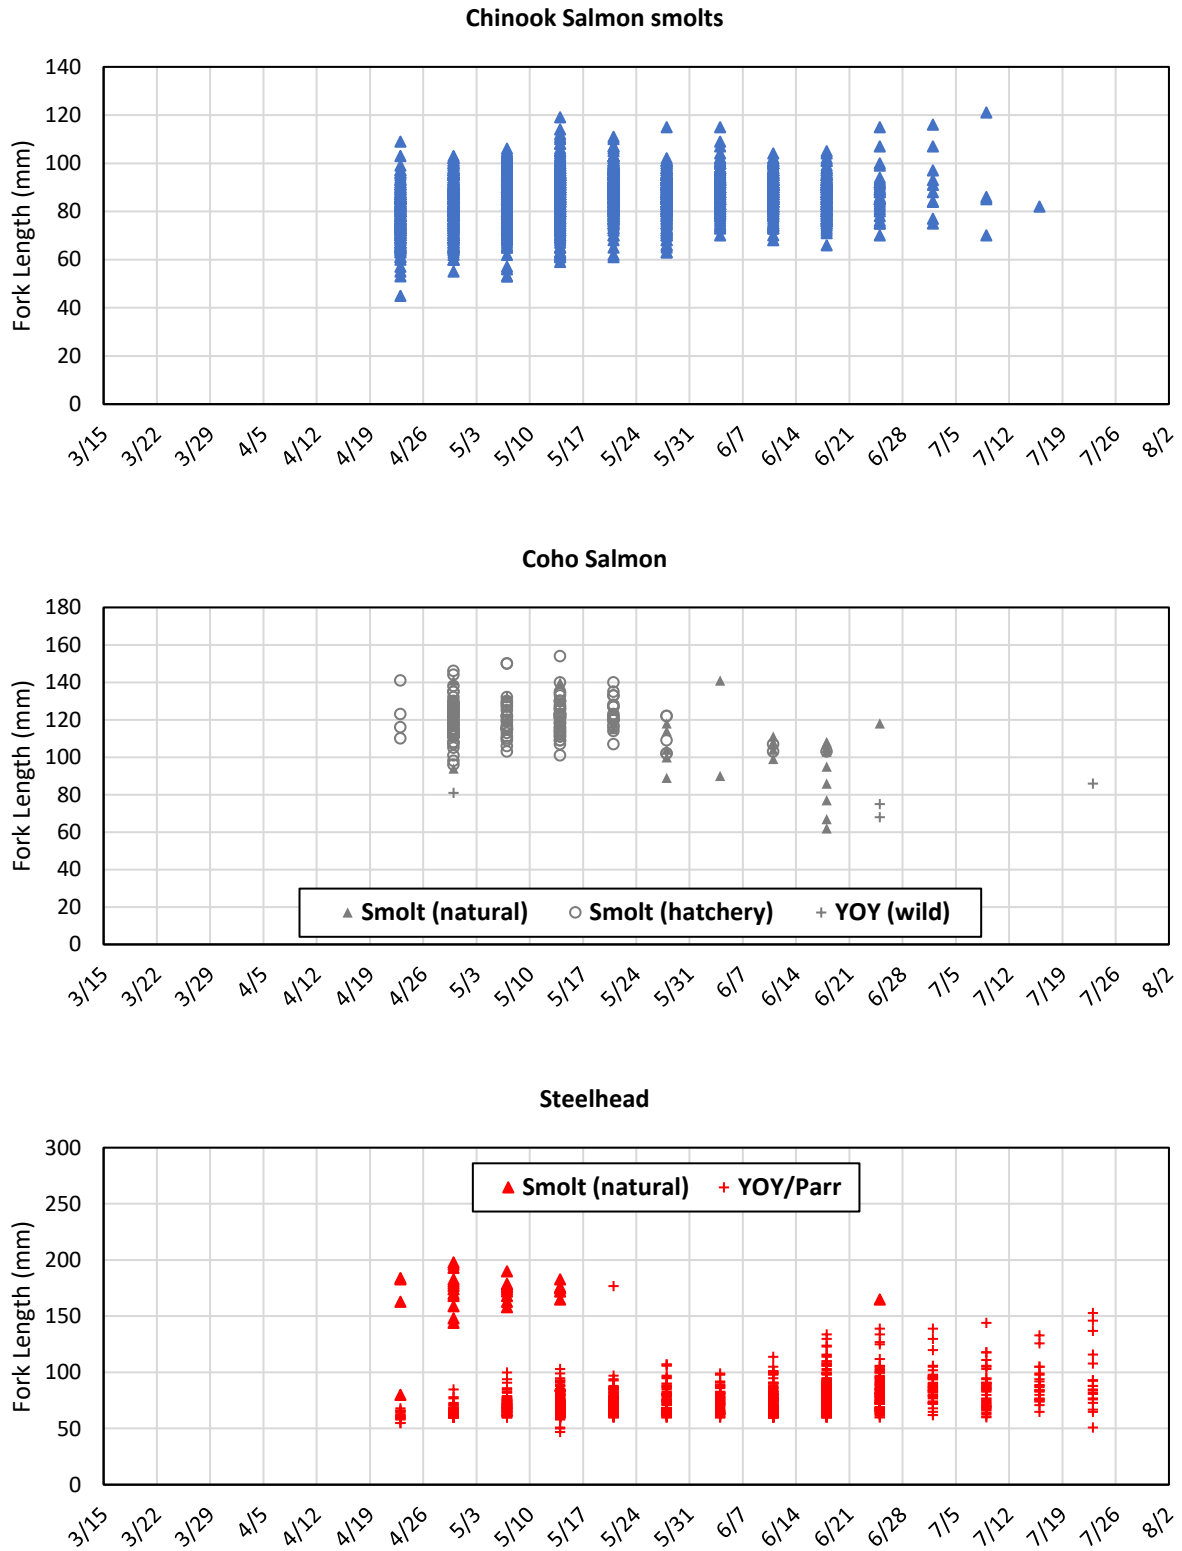 Chinook Salmon smolts
Fork Length (mm)
140
120
100
80
60
40
20
0
3/15 3/22 3/29 4/5 4/12 4/19 4/26 5/3 5/10 5/17 5/24 5/31 6/7 6/14 6/21 6/28 7/5 7/12 7/19 7/26 8/2
Coho Salmon
Fork Length (mm)
180
160
140
120
100
80
60
40
20
0
Smolt (natural) Smolt (hatchery) YOY (wild)
3/15 3/22 3/29 4/5 4/12 4/19 4/26 5/3 5/10 5/17 5/24 5/31 6/7 6/14 6/21 6/28 7/5 7/12 7/19 7/26 8/2
Steelhead
Fork Length (mm)
300
250
200
150
100
50
0
Smolt (natural) YOY/Parr
3/15 3/22 3/29 4/5 4/12 4/19 4/26 5/3 5/10 5/17 5/24 5/31 6/7 6/14 6/21 6/28 7/5 7/12 7/19 7/26 8/2